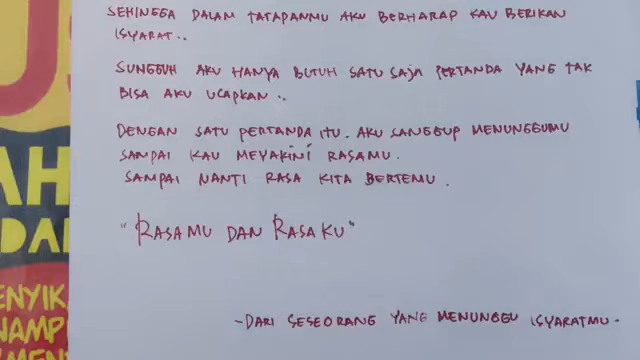 SEHINGGA DALAM TATAPANMU AKU BERHARAP KAU BERIKAN
ISYARAT..
SUNGGUH AKU HANYA BUTUH SATU SAJA PERTANDA YANG TAK
BISA AKU UCAPKAN..
DENGAN SATU PERTANDA ITU. AKU SANGGUP MENUNGGUMU
SAMPAI KAU MEYAKINI RASAMU.
SAMPAI NANTI RASA KITA BERTEMU.
"RASAMU DAN RASAKU"
-DARI SESEORANG YANG MENUNGGU ISYARATMU.
AH
DAN
ENYIK
NAMP
MEN